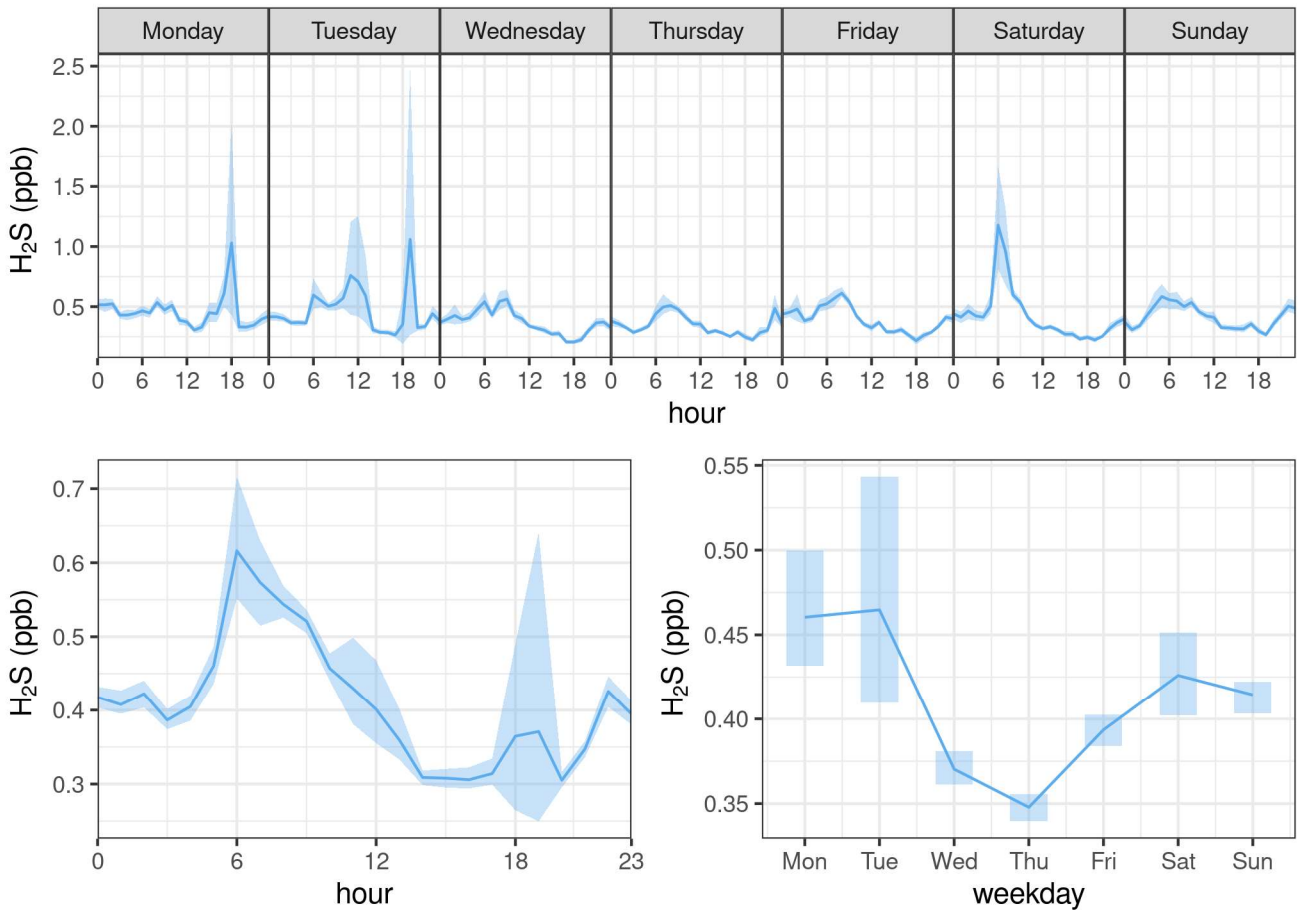 Monday Tuesday Wednesday Thursday Friday Saturday Sunday
2.5
2.0
1.5
1.0
0.5
H₂S (ppb)
0 6 12 18 0 6 12 18 0 6 12 18 0 6 12 18 0 6 12 18 0 6 12 18 0 6 12 18
hour
0.7
0.6
0.5
0.4
0.3
H₂S (ppb)
0 6 12 18 23
hour
0.55
0.50
0.45
0.40
0.35
H₂S (ppb)
Mon Tue Wed Thu Fri Sat Sun
weekday